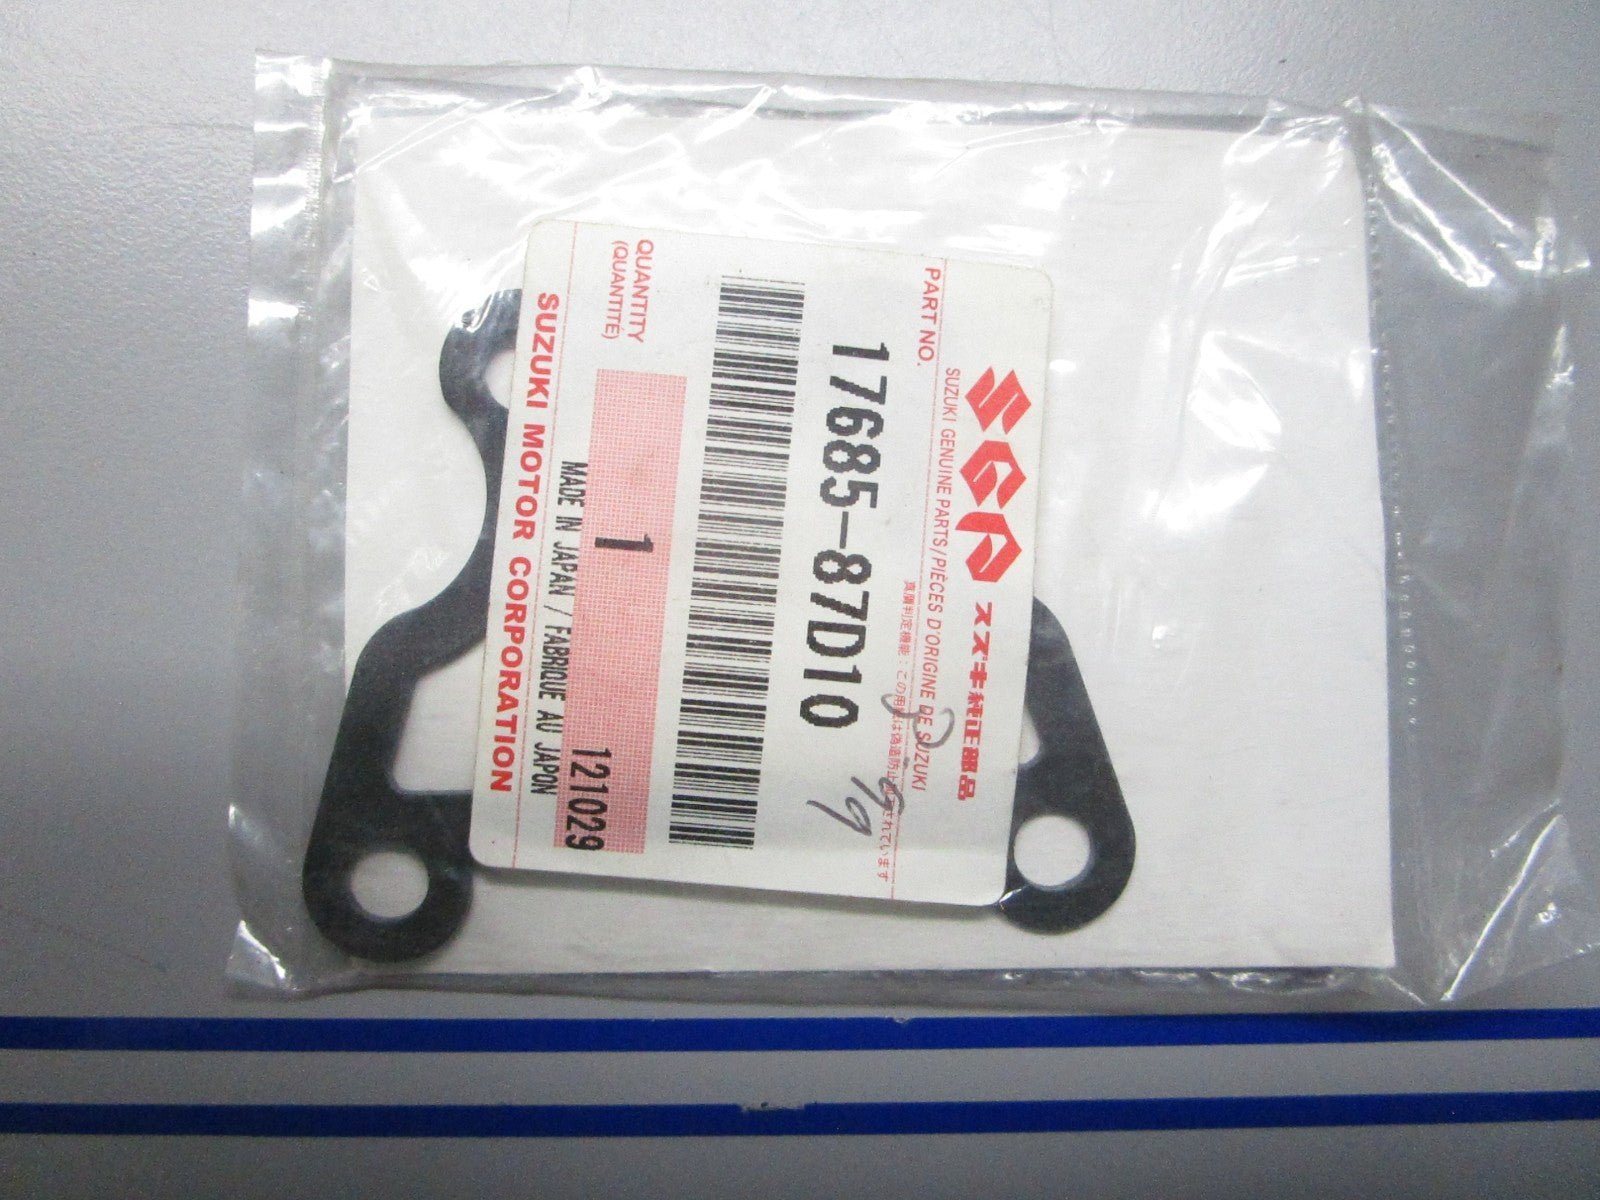 SGP スズキ純正部品
SUZUKI GENUINE PARTS/PIÈCES D'ORIGINE DE SUZUKI
PART NO.
17685-87D10
QUANTITY
(QUANTITÉ)
1
121029
MADE IN JAPAN / FABRIQUE AU JAPON
SUZUKI MOTOR CORPORATION